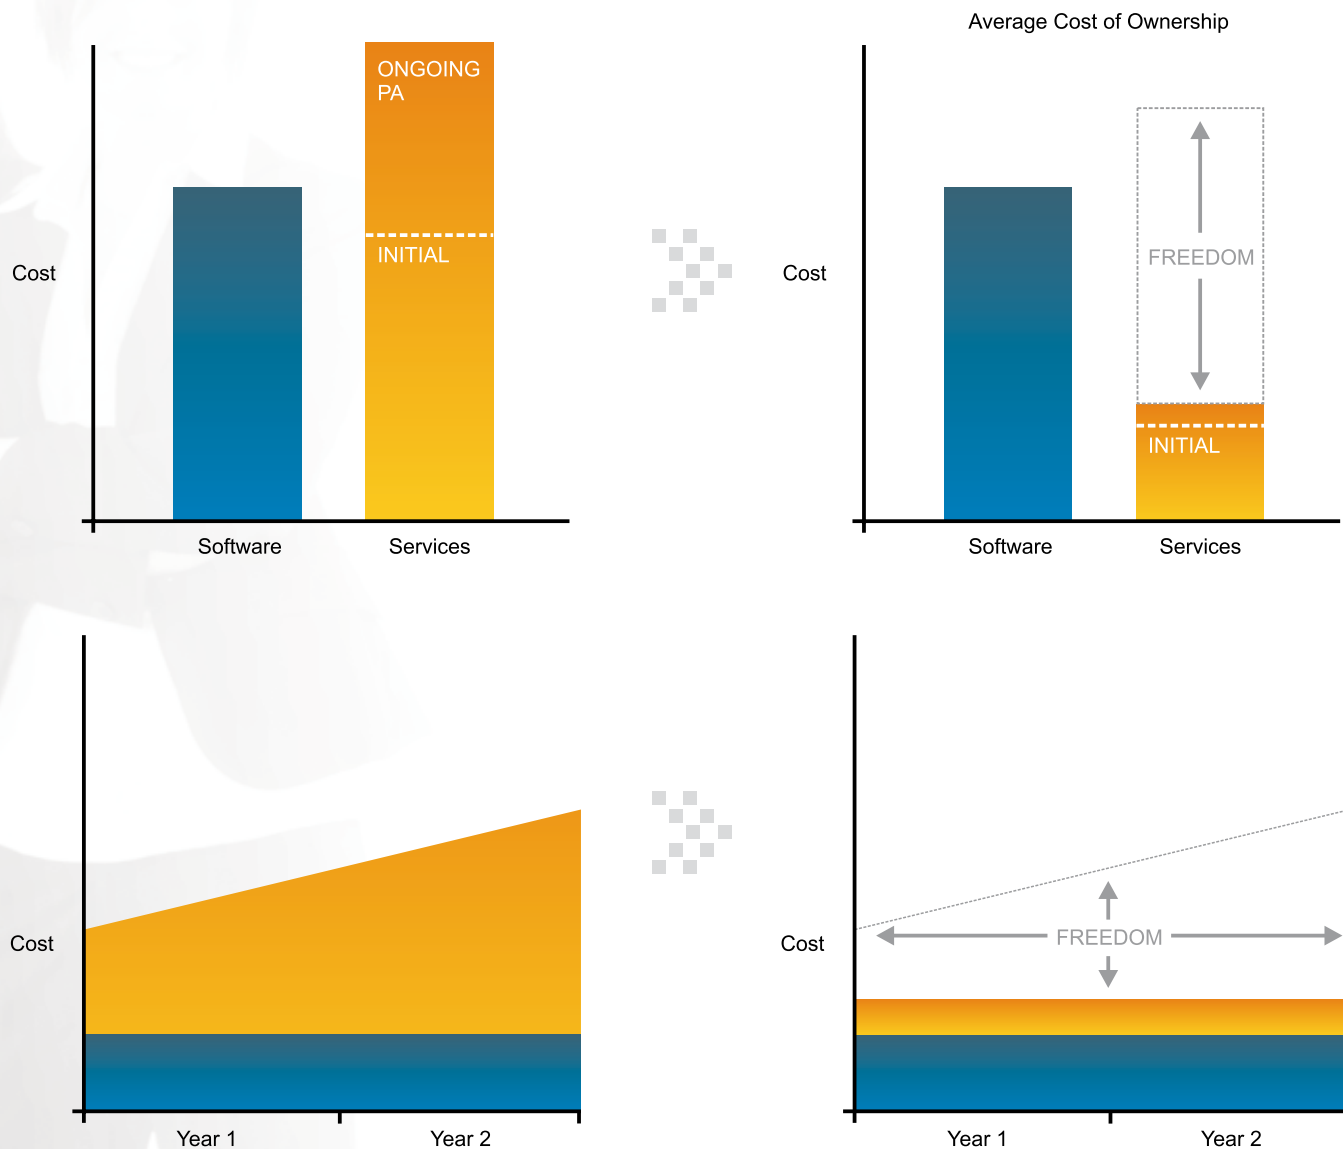 Average Cost of Ownership
ONGOING
PA
INITIAL
Cost
Software
Services
FREEDOM
INITIAL
Cost
Software
Services
Cost
Year 1
Year 2
FREEDOM
Cost
Year 1
Year 2